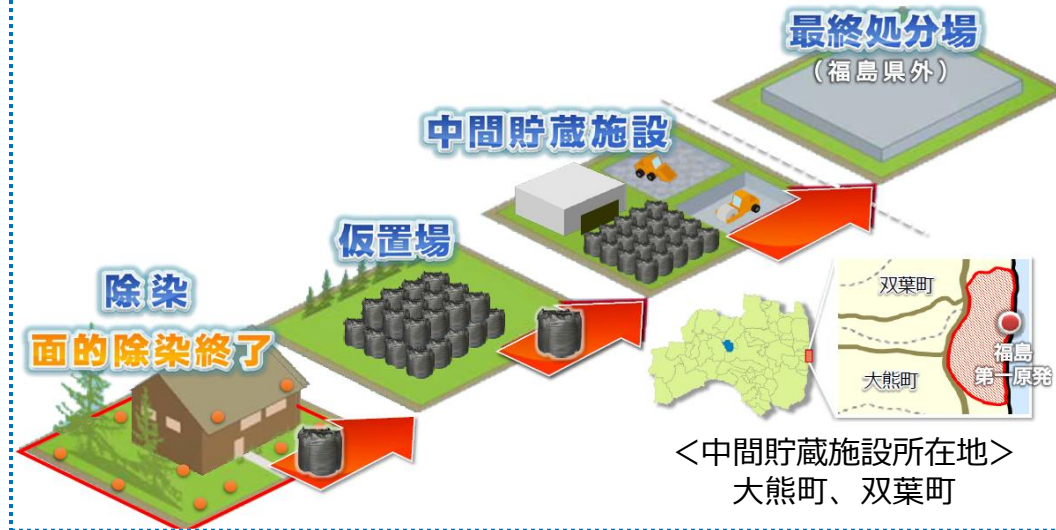 最終処分場
（福島県外）
中間貯蔵施設
仮置場
除染
面的除染終了
双葉町
福島
第一原発
大熊町
＜中間貯蔵施設所在地＞
大熊町、双葉町